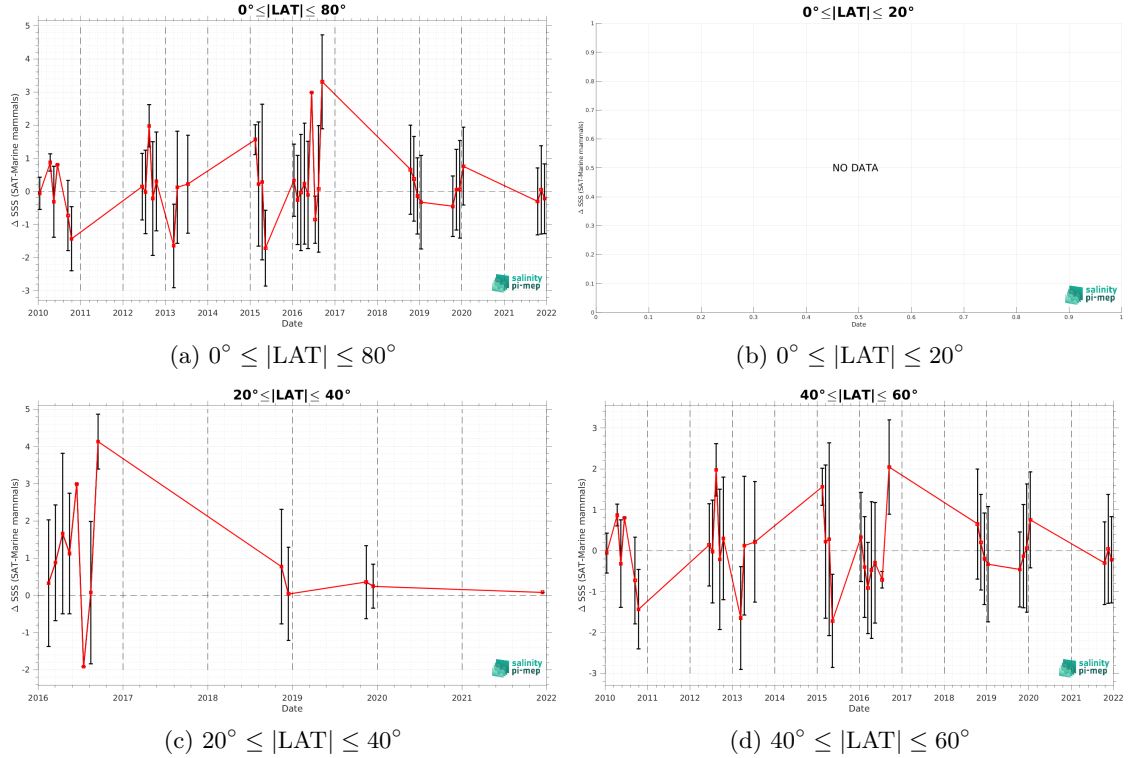 0°≤|LAT|≤ 80°
5
4
3
2
1
0
-1
-2
-3
Δ SSS (SAT-Marine mammals)
2010 2011 2012 2013 2014 2015 2016 2017 2018 2019 2020 2021 2022
Date
salinity
pi-mep
(a) 0° ≤ |LAT| ≤ 80°
0°≤|LAT|≤ 20°
1
0.9
0.8
0.7
0.6
0.5
0.4
0.3
0.2
0.1
0
Δ SSS (SAT-Marine mammals)
NO DATA
0 0.1 0.2 0.3 0.4 0.5 0.6 0.7 0.8 0.9 1
Date
salinity
pi-mep
(b) 0° ≤ |LAT| ≤ 20°
20°≤|LAT|≤ 40°
5
4
3
2
1
0
-1
-2
Δ SSS (SAT-Marine mammals)
2016 2017 2018 2019 2020 2021 2022
Date
salinity
pi-mep
(c) 20° ≤ |LAT| ≤ 40°
40°≤|LAT|≤ 60°
3
2
1
0
-1
-2
-3
Δ SSS (SAT-Marine mammals)
2010 2011 2012 2013 2014 2015 2016 2017 2018 2019 2020 2021 2022
Date
salinity
pi-mep
(d) 40° ≤ |LAT| ≤ 60°